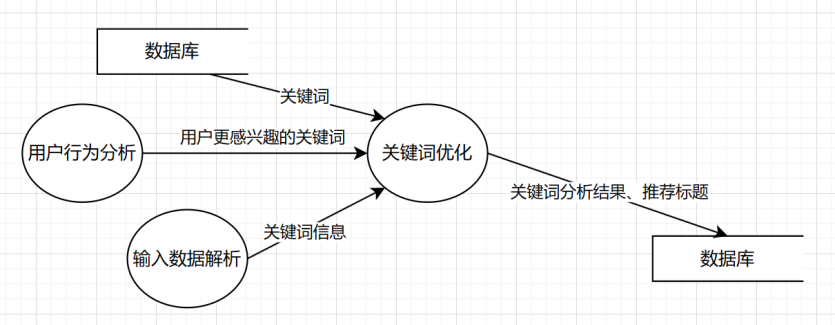 数据库
关键词
用户更感兴趣的关键词
用户行为分析
关键词优化
关键词分析结果、推荐标题
关键词信息
输入数据解析
数据库